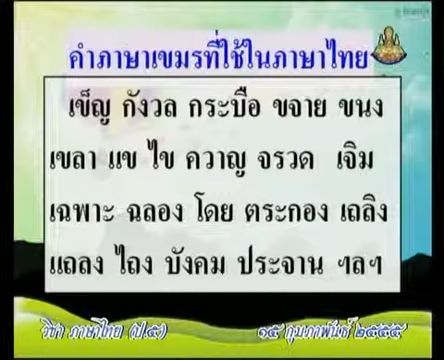 คำภาษาเขมรที่ใช้ในภาษาไทย
เข็ญ กังวล กระบือ ขจาย ขนง
เขลา แข ไข ควาญ จรวด เจิม
เฉพาะ ฉลอง โดย ตระกอง เถลิง
แถลง ไถง บังคม ประจาน ฯลฯ
วิชา ภาษาไทย (ป.๕) ๑๕ กุมภาพันธ์ ๒๕๕๕